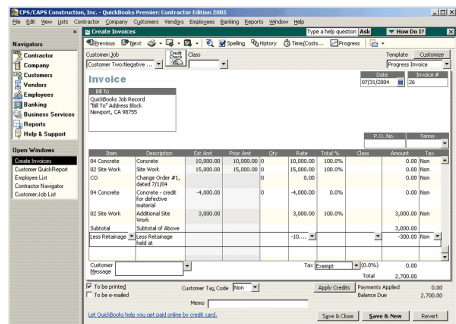 CPS/CAPS Construction, Inc. - QuickBooks Premier: Contractor Edition 2005
File Edit View Lists Contractor Company Customers Vendors Employees Banking Reports Window Help
Navigators
Contractor
Company
Customers
Vendors
Employees
Banking
Business Services
Reports
Help & Support
Open Windows
Create Invoices
Customer QuickReport
Employee List
Contractor Navigator
Customer:Job List
Create Invoices
Type a help question Ask How Do I?
Previous Next Spelling History Time/Costs... Progress
Customer:Job Credit Check Class Template Customize
Customer Two:Negative ... Progress Invoice
Invoice
Date Invoice #
07/31/2004 26
Bill To
QuickBooks Job Record
"Bill To" Address Block
Newport, CA 98755
P.O. No. Terms
Item Description Est Amt Prior Amt Qty Rate Total % Class Amount Tax
04 Concrete Concrete 10,000.00 10,000.00 0 10,000.00 100.0% 0.00 Non
02 Site Work Site Work 15,000.00 15,000.00 0 15,000.00 100.0% 0.00 Non
CO Change Order #1, 0.00 0.00 Non
dated 7/1/04
04 Concrete Concrete - credit -4,000.00 0 -4,000.00 0.0% 0.00 Non
for defective
material
02 Site Work Additional Site 3,000.00 3,000.00 100.0% 3,000.00 Non
Work
Subtotal Subtotal of Above 3,000.00
Less Retainage Less Retainage -10.... -300.00 Non
held at
Customer Message Tax Exempt (0.0%) 0.00
Total 2,700.00
To be printed Customer Tax Code Non Apply Credits Payments Applied 0.00
To be e-mailed Balance Due 2,700.00
Memo
Let QuickBooks help you get paid online by credit card. Save & Close Save & New Revert